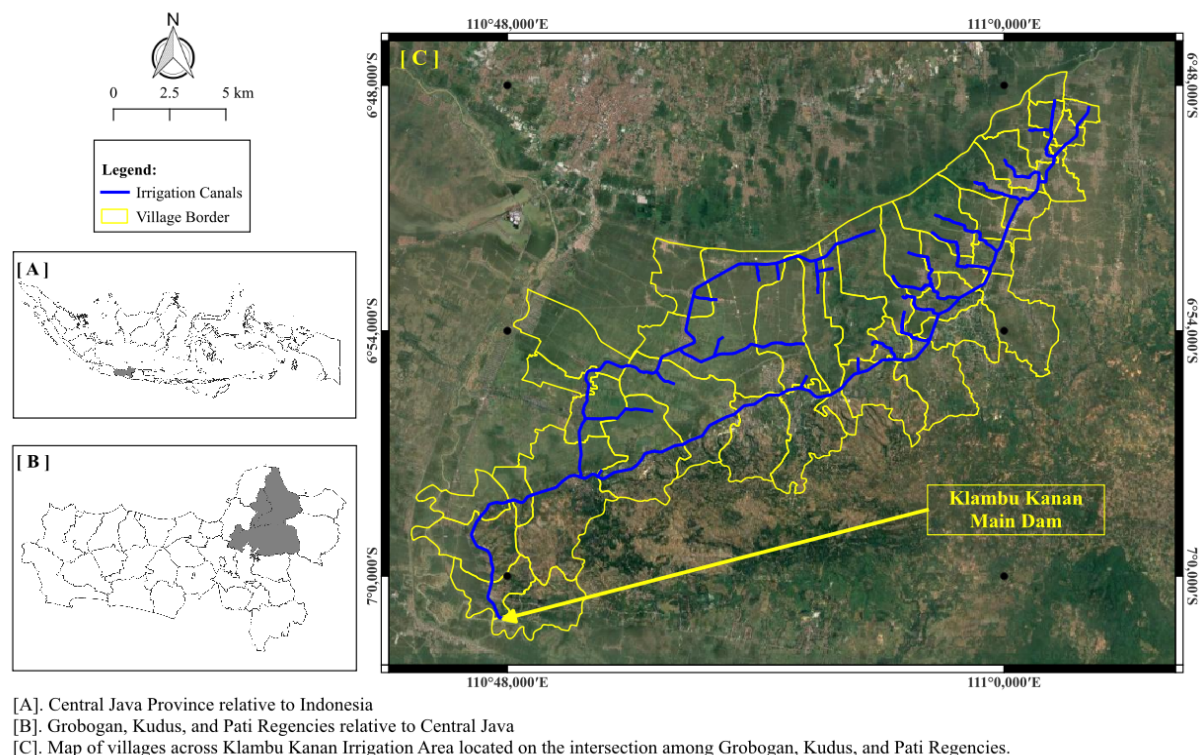 N
0 2.5 5 km
Legend:
Irrigation Canals
Village Border
[ A ]
[ B ]
110°48,000′E 111°0,000′E
[ C ]
6°48,000′S 6°48,000′S
6°54,000′S 6°54,000′S
7°0,000′S 7°0,000′S
Klambu Kanan
Main Dam
110°48,000′E 111°0,000′E
[A]. Central Java Province relative to Indonesia
[B]. Grobogan, Kudus, and Pati Regencies relative to Central Java
[C]. Map of villages across Klambu Kanan Irrigation Area located on the intersection among Grobogan, Kudus, and Pati Regencies.